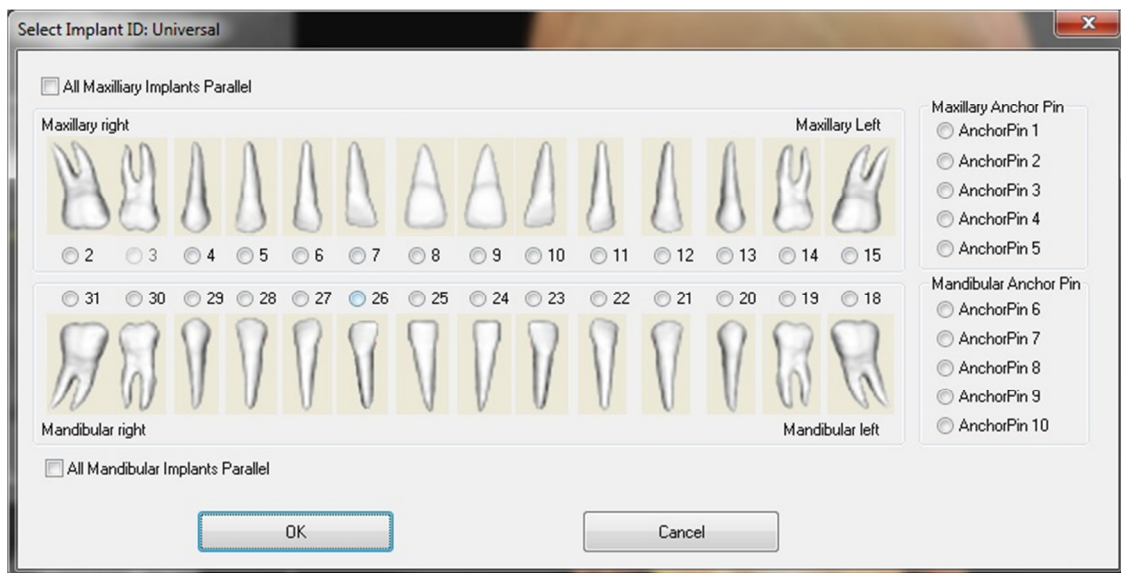 Select Implant ID: Universal
All Maxilliary Implants Parallel
Maxillary right Maxillary Left
2 3 4 5 6 7 8 9 10 11 12 13 14 15
31 30 29 28 27 26 25 24 23 22 21 20 19 18
Mandibular right Mandibular left
All Mandibular Implants Parallel
Maxillary Anchor Pin
AnchorPin 1
AnchorPin 2
AnchorPin 3
AnchorPin 4
AnchorPin 5
Mandibular Anchor Pin
AnchorPin 6
AnchorPin 7
AnchorPin 8
AnchorPin 9
AnchorPin 10
OK Cancel